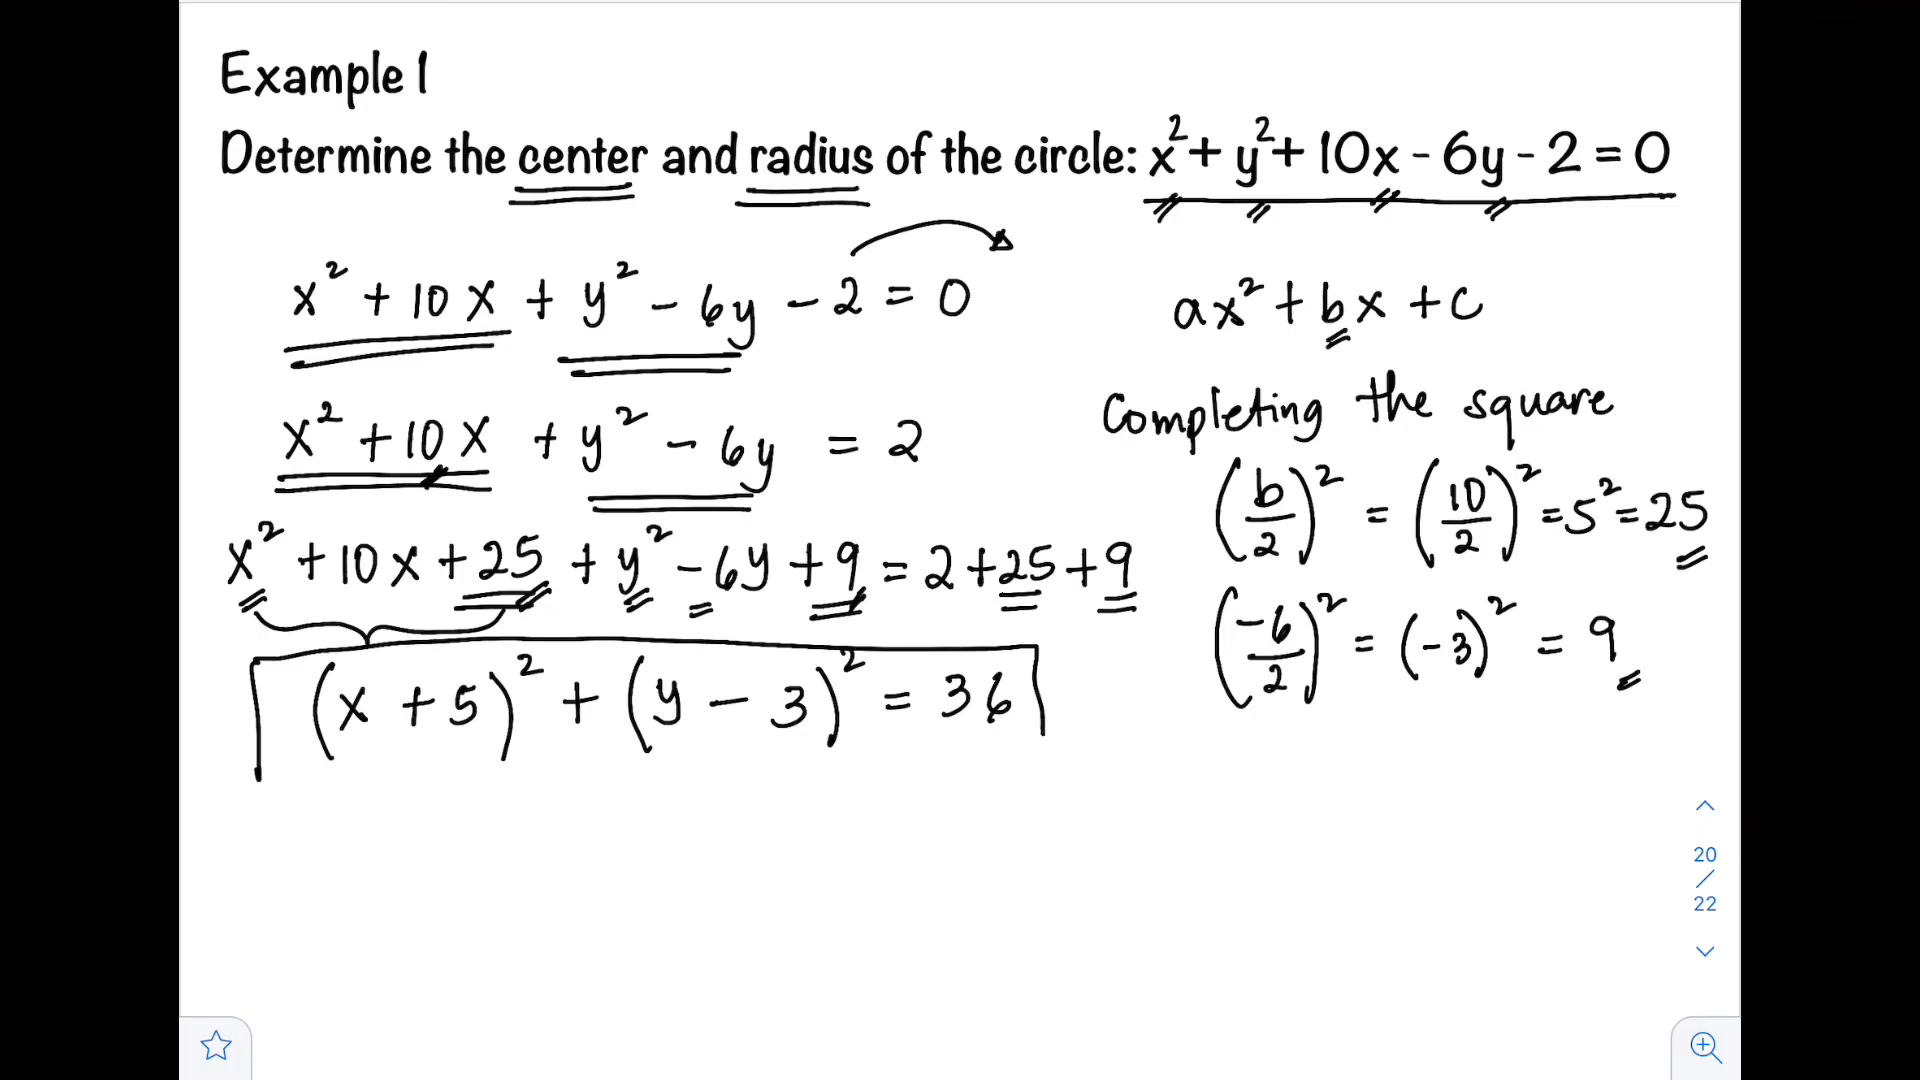 Example 1
Determine the center and radius of the circle: x² + y² + 10x - 6y - 2 = 0
x² + 10x + y² - 6y - 2 = 0
ax² + bx + c
x² + 10x + y² - 6y = 2
Completing the square
(b/2)² = (10/2)² = 5² = 25
x² + 10x + 25 + y² - 6y + 9 = 2 + 25 + 9
(-6/2)² = (-3)² = 9
(x + 5)² + (y - 3)² = 36
20
/
22